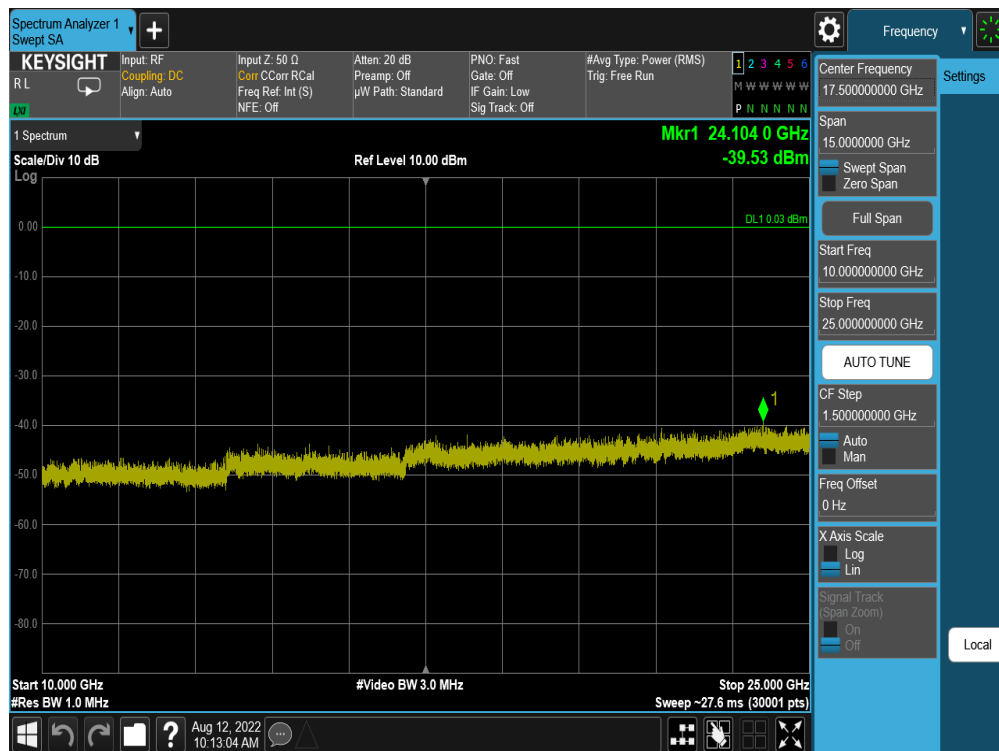 Spectrum Analyzer 1
Swept SA
Frequency
KEYSIGHT
R L
LXI
Input: RF
Coupling: DC
Align: Auto
Input Z: 50 Ω
Corr CCorr RCal
Freq Ref: Int (S)
NFE: Off
Atten: 20 dB
Preamp: Off
µW Path: Standard
PNO: Fast
Gate: Off
IF Gain: Low
Sig Track: Off
#Avg Type: Power (RMS)
Trig: Free Run
1 2 3 4 5 6
M W W W W W
P N N N N N
1 Spectrum
Mkr1 24.104 0 GHz
Scale/Div 10 dB
Ref Level 10.00 dBm
-39.53 dBm
Log
DL1 0.03 dBm
0.00
-10.0
-20.0
-30.0
1
-40.0
-50.0
-60.0
-70.0
-80.0
Start 10.000 GHz
#Video BW 3.0 MHz
Stop 25.000 GHz
#Res BW 1.0 MHz
Sweep ~27.6 ms (30001 pts)
Center Frequency
17.500000000 GHz
Settings
Span
15.0000000 GHz
Swept Span
Zero Span
Full Span
Start Freq
10.000000000 GHz
Stop Freq
25.000000000 GHz
AUTO TUNE
CF Step
1.500000000 GHz
Auto
Man
Freq Offset
0 Hz
X Axis Scale
Log
Lin
Signal Track
(Span Zoom)
On
Off
Local
?
Aug 12, 2022
10:13:04 AM